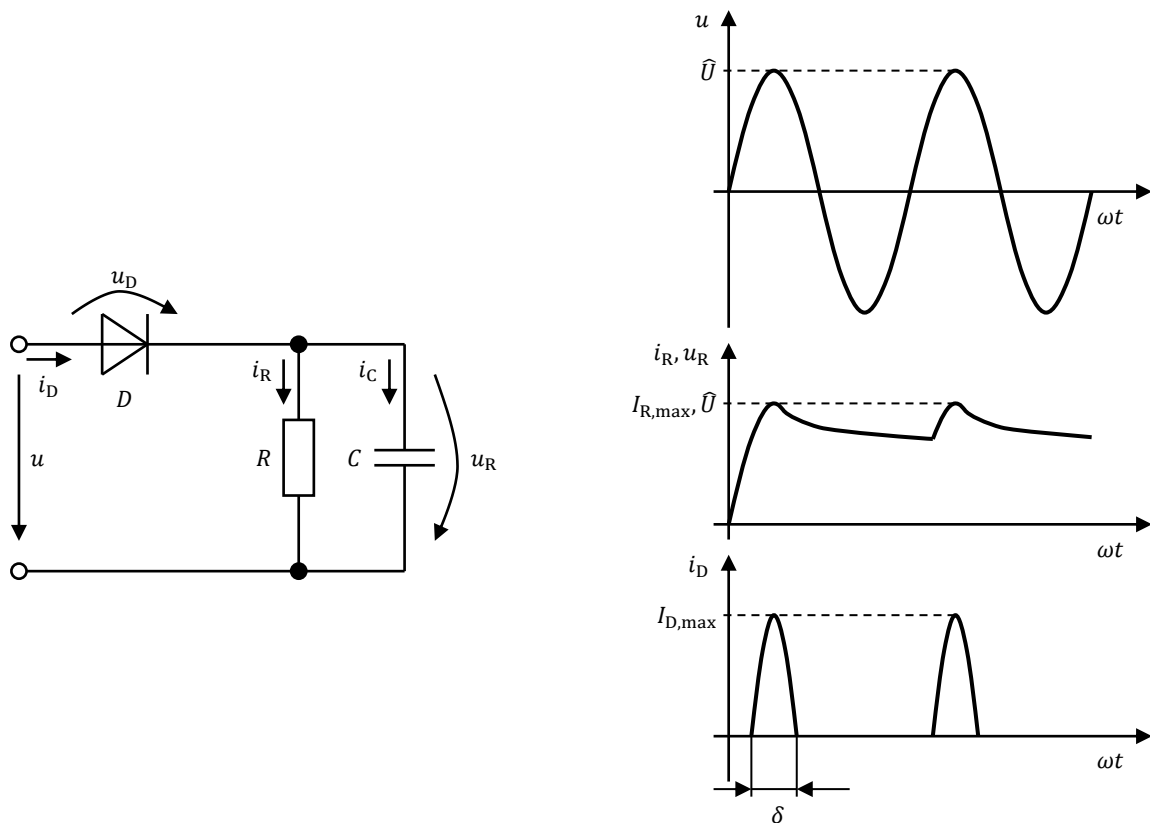 u_D
i_D
D
i_R
i_C
u
R
C
u_R
u
Û
ωt
i_R, u_R
I_R,max, Û
ωt
i_D
I_D,max
ωt
δ